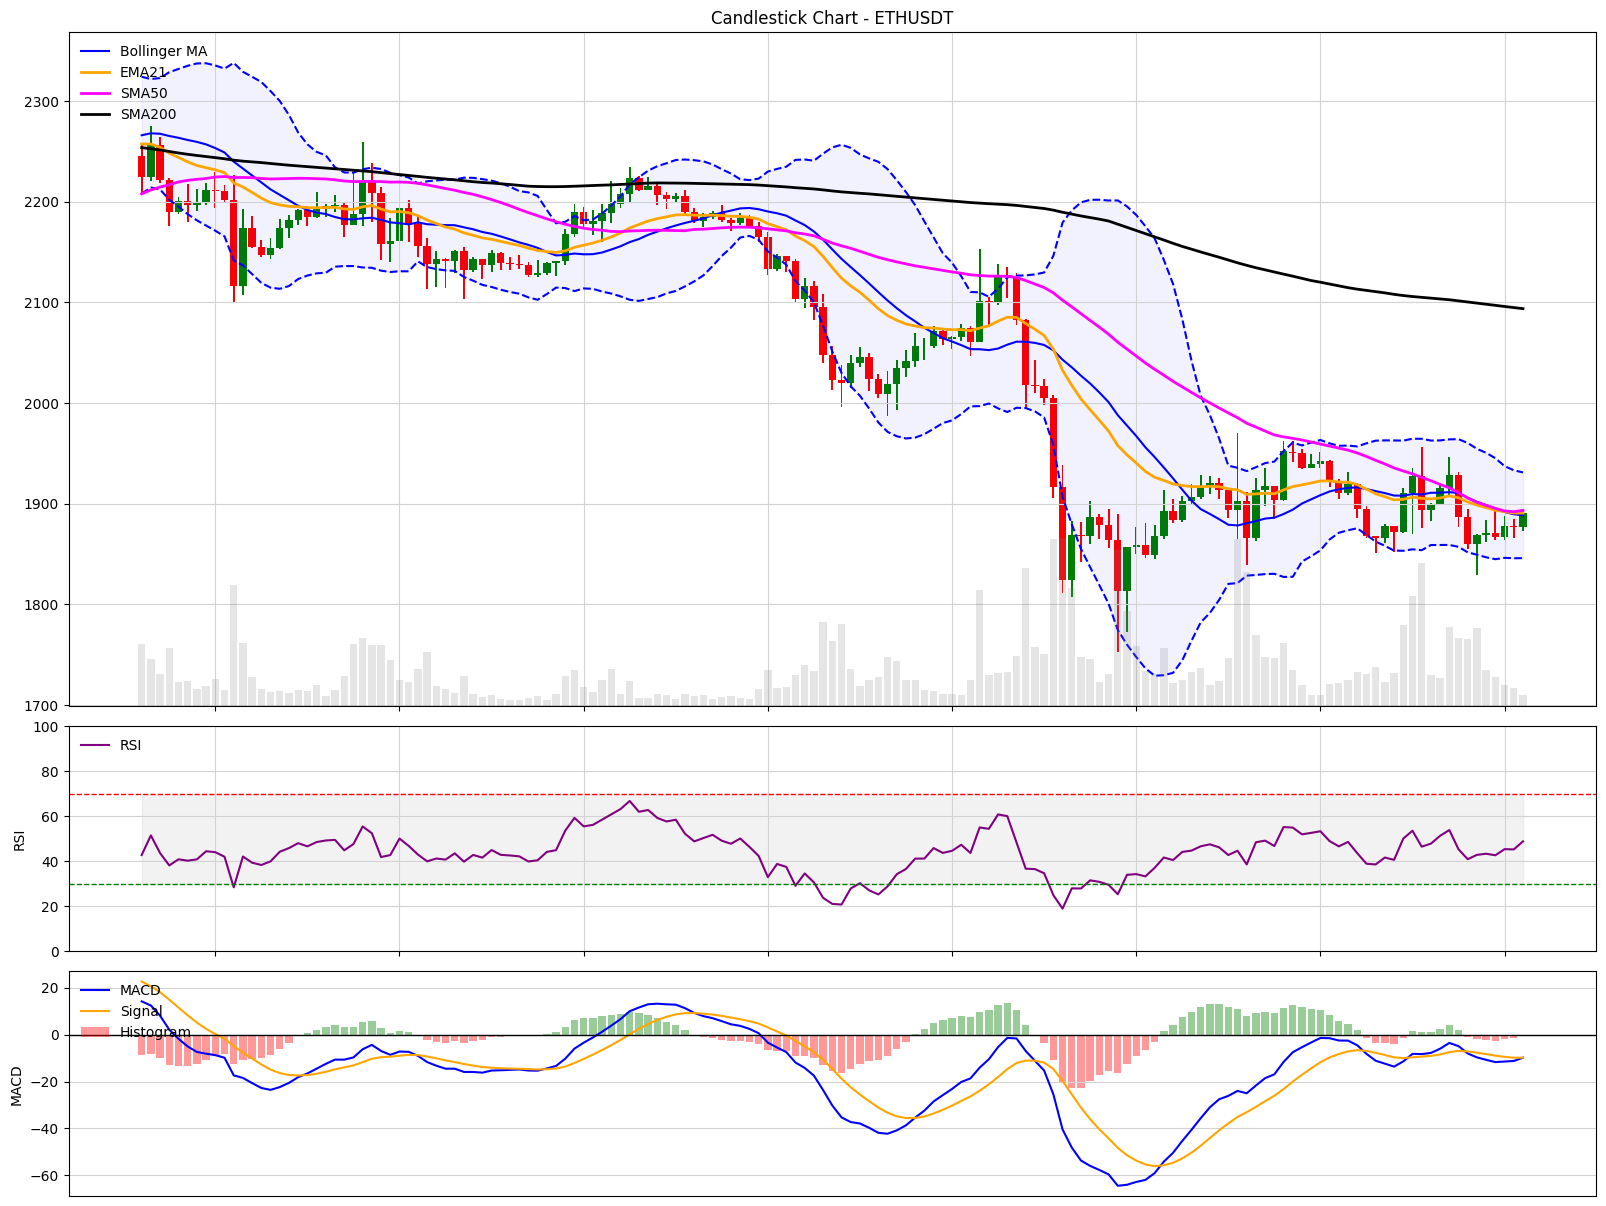 Candlestick Chart - ETHUSDT
Bollinger MA
EMA21
SMA50
SMA200
2300
2200
2100
2000
1900
1800
1700
RSI
100
80
60
40
20
0
RSI
MACD
Signal
Histogram
20
0
−20
−40
−60
MACD